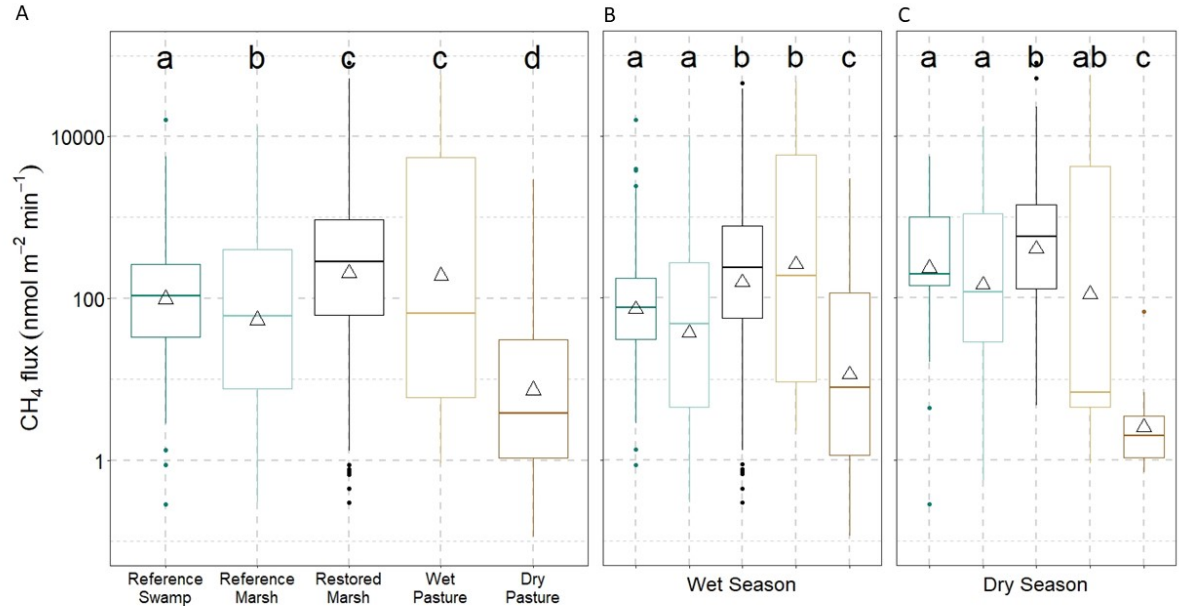 A
B
C
a b c c d
a a b b c
a a b ab c
10000
100
1
CH₄ flux (nmol m⁻² min⁻¹)
Reference Swamp
Reference Marsh
Restored Marsh
Wet Pasture
Dry Pasture
Wet Season
Dry Season